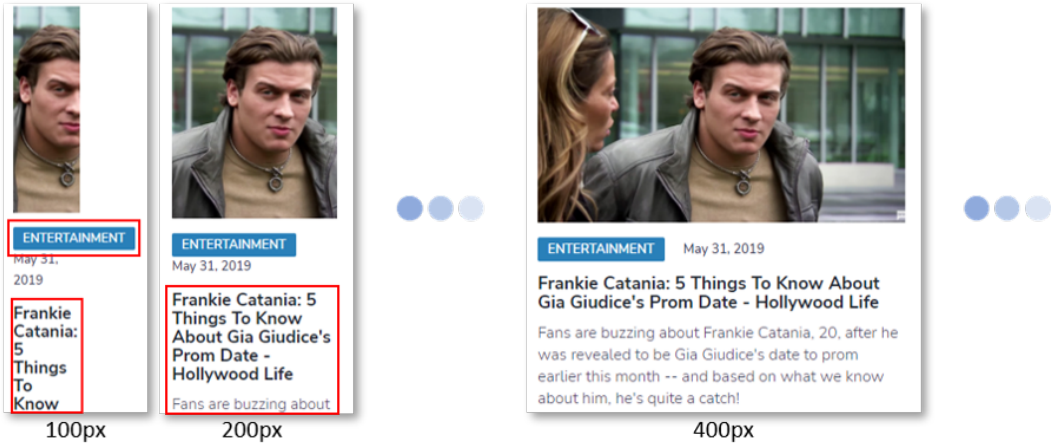 ENTERTAINMENT
May 31,
2019
Frankie
Catania:
5
Things
To
Know
100px
ENTERTAINMENT
May 31, 2019
Frankie Catania: 5
Things To Know
About Gia Giudice's
Prom Date -
Hollywood Life
Fans are buzzing about
200px
ENTERTAINMENT May 31, 2019
Frankie Catania: 5 Things To Know About
Gia Giudice's Prom Date - Hollywood Life
Fans are buzzing about Frankie Catania, 20, after he
was revealed to be Gia Giudice's date to prom
earlier this month -- and based on what we know
about him, he's quite a catch!
400px